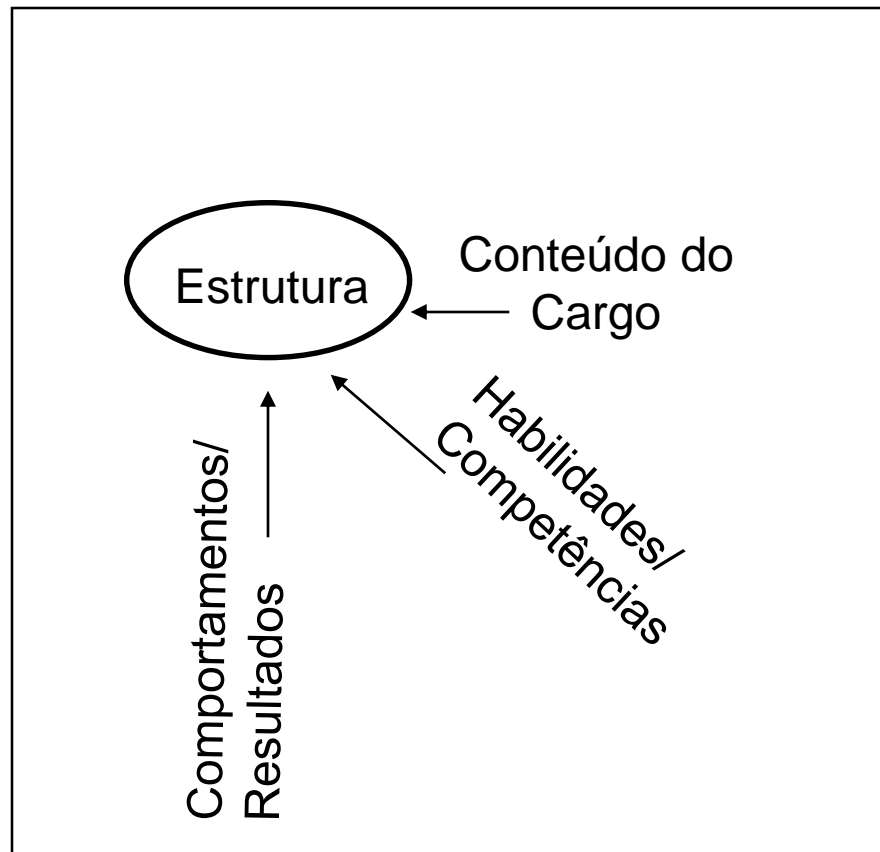 Estrutura
Conteúdo do
Cargo
Habilidades/
Competências
Comportamentos/
Resultados